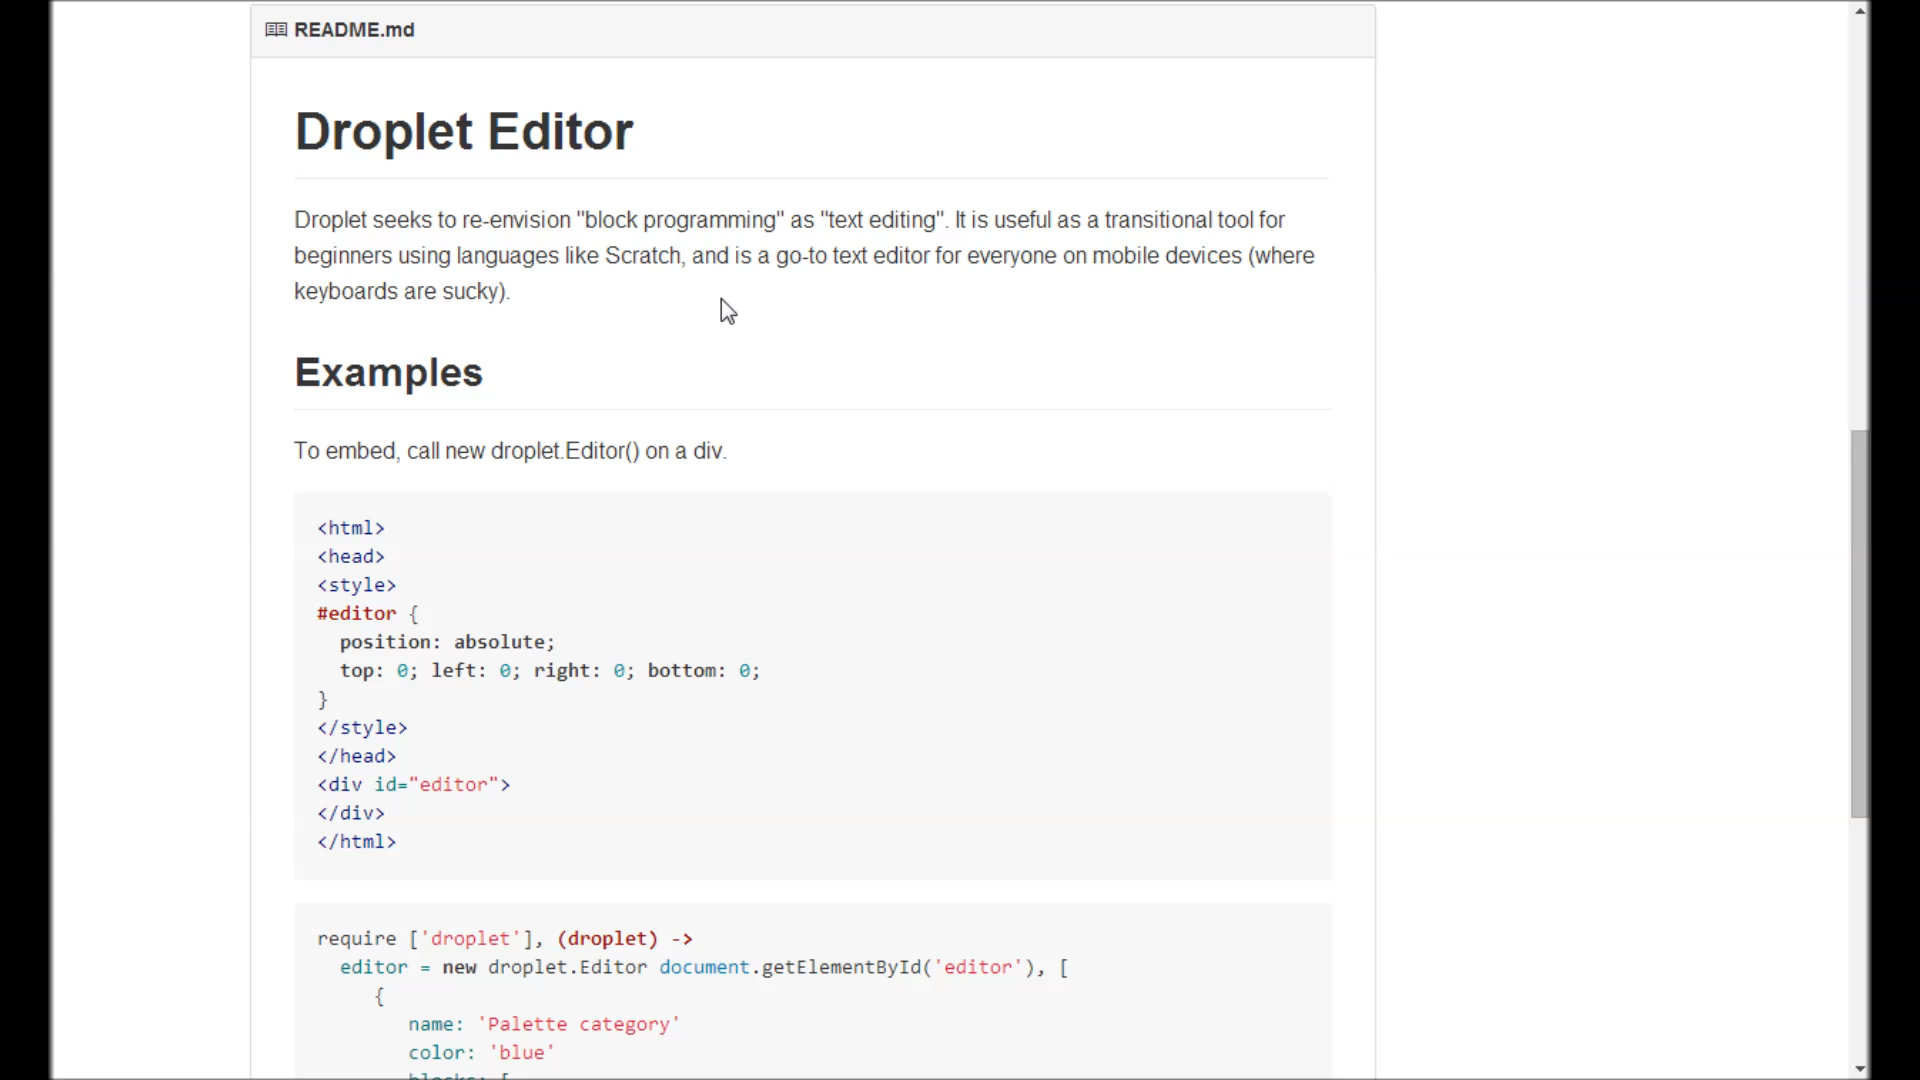 README.md
Droplet Editor
Droplet seeks to re-envision "block programming" as "text editing". It is useful as a transitional tool for
beginners using languages like Scratch, and is a go-to text editor for everyone on mobile devices (where
keyboards are sucky).
Examples
To embed, call new droplet.Editor() on a div.
<html>
<head>
<style>
#editor {
  position: absolute;
  top: 0; left: 0; right: 0; bottom: 0;
}
</style>
</head>
<div id="editor">
</div>
</html>
require ['droplet'], (droplet) ->
  editor = new droplet.Editor document.getElementById('editor'), [
     {
        name: 'Palette category'
        color: 'blue'
        blocks: [